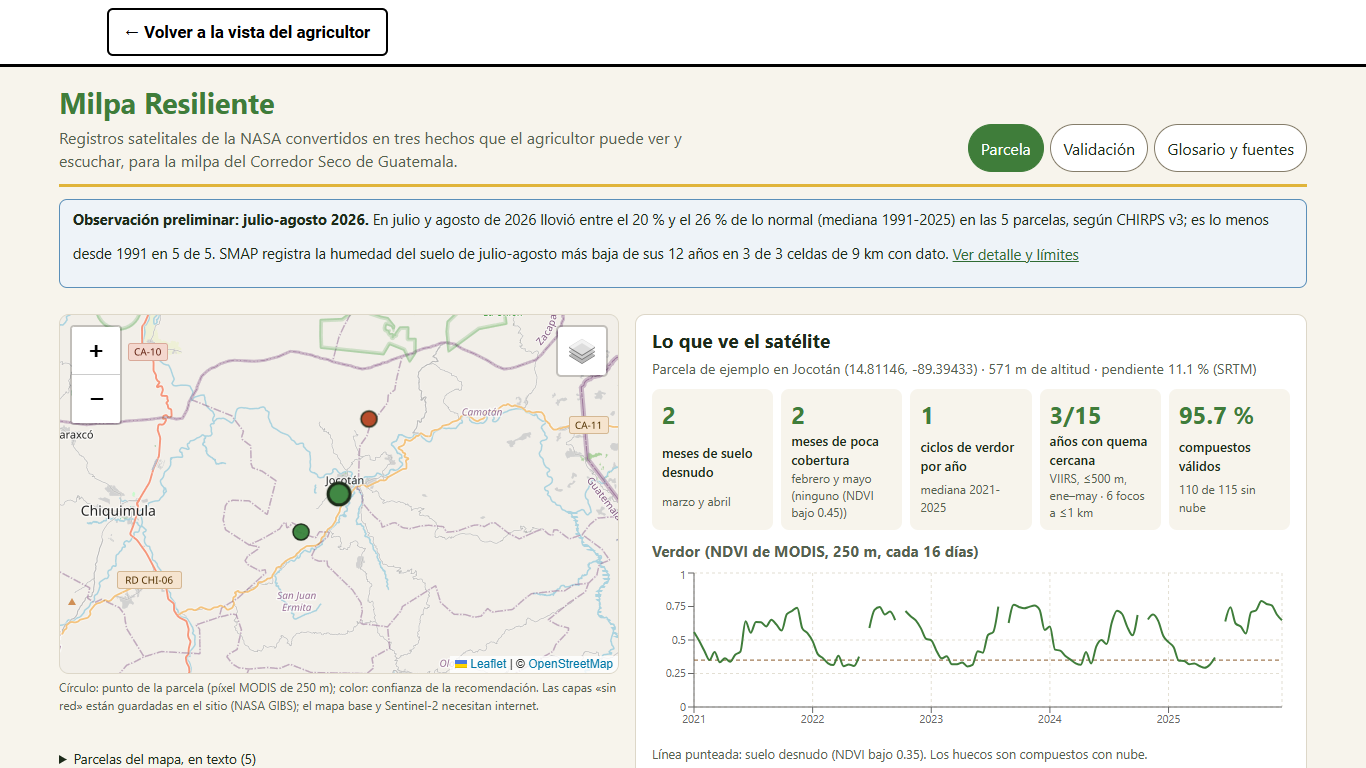 ← Volver a la vista del agricultor
Milpa Resiliente
Registros satelitales de la NASA convertidos en tres hechos que el agricultor puede ver y
escuchar, para la milpa del Corredor Seco de Guatemala.
Parcela
Validación
Glosario y fuentes
Observación preliminar: julio-agosto 2026. En julio y agosto de 2026 llovió entre el 20 % y el 26 % de lo normal (mediana 1991-2025) en las 5 parcelas, según CHIRPS v3; es lo menos
desde 1991 en 5 de 5. SMAP registra la humedad del suelo de julio-agosto más baja de sus 12 años en 3 de 3 celdas de 9 km con dato. Ver detalle y límites
+
−
CA-10
Zacapa
Camotán
CA-11
araxcó
Jocotán
Guatemala
Chiquimula
RD CHI-06
San Juan
Ermita
Leaflet | © OpenStreetMap
Círculo: punto de la parcela (píxel MODIS de 250 m); color: confianza de la recomendación. Las capas «sin
red» están guardadas en el sitio (NASA GIBS); el mapa base y Sentinel-2 necesitan internet.
▶ Parcelas del mapa, en texto (5)
Lo que ve el satélite
Parcela de ejemplo en Jocotán (14.81146, -89.39433) · 571 m de altitud · pendiente 11.1 % (SRTM)
2
meses de suelo
desnudo
marzo y abril
2
meses de poca
cobertura
febrero y mayo
(ninguno (NDVI
bajo 0.45))
1
ciclos de verdor
por año
mediana 2021-
2025
3/15
años con quema
cercana
VIIRS, ≤500 m,
ene–may · 6 focos
a ≤1 km
95.7 %
compuestos
válidos
110 de 115 sin
nube
Verdor (NDVI de MODIS, 250 m, cada 16 días)
1
0.75
0.5
0.25
0
2021 2022 2023 2024 2025
Línea punteada: suelo desnudo (NDVI bajo 0.35). Los huecos son compuestos con nube.